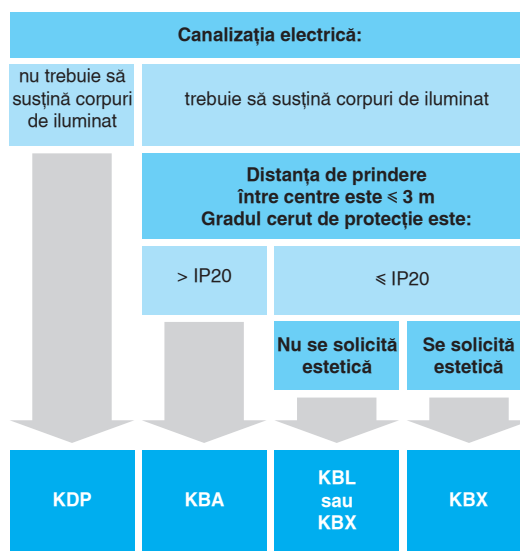 Canalizația electrică:
nu trebuie să
susțină corpuri
de iluminat
trebuie să susțină corpuri de iluminat
Distanța de prindere
între centre este ⩽ 3 m
Gradul cerut de protecție este:
> IP20
⩽ IP20
Nu se solicită
estetică
Se solicită
estetică
KDP
KBA
KBL
sau
KBX
KBX